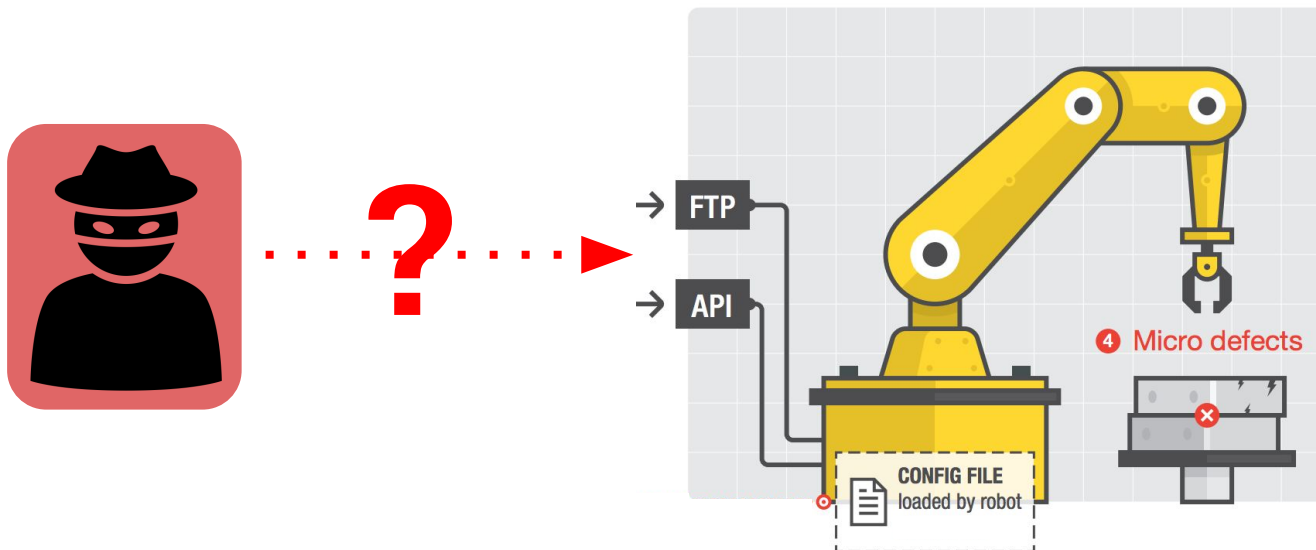 ?
FTP
API
4 Micro defects
CONFIG FILE
loaded by robot